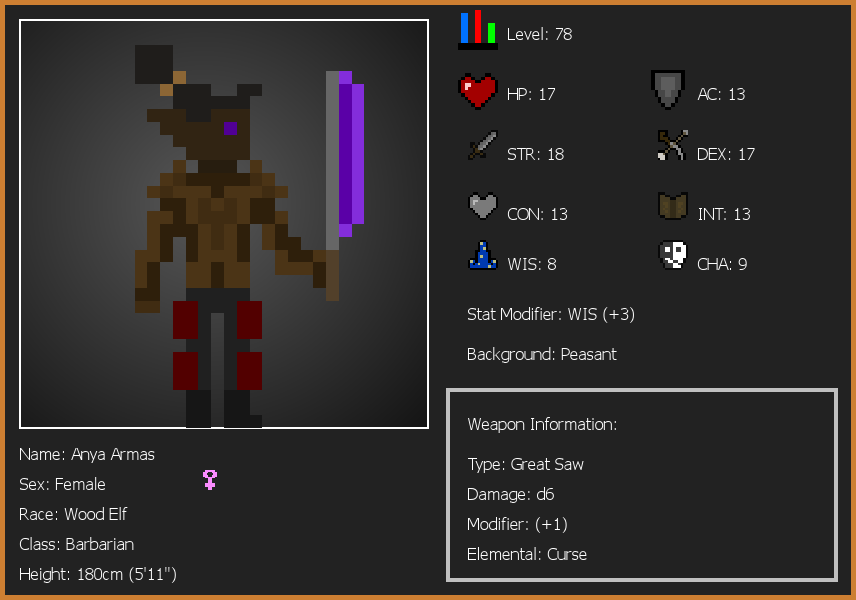 Level: 78
HP: 17
AC: 13
STR: 18
DEX: 17
CON: 13
INT: 13
WIS: 8
CHA: 9
Stat Modifier: WIS (+3)
Background: Peasant
Weapon Information:
Type: Great Saw
Damage: d6
Modifier: (+1)
Elemental: Curse
Name: Anya Armas
Sex: Female
Race: Wood Elf
Class: Barbarian
Height: 180cm (5'11")